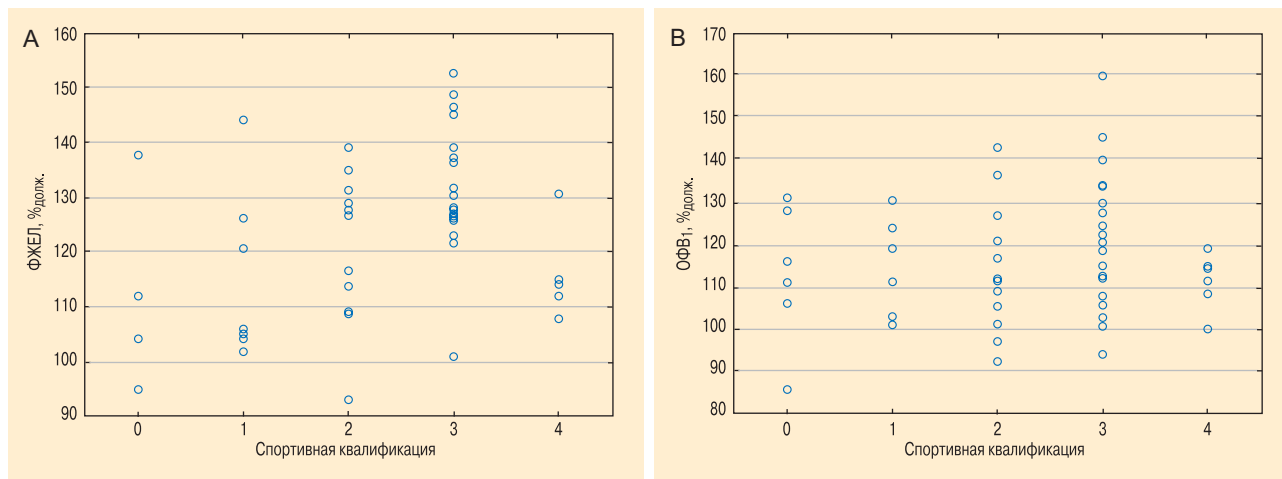 A
160
150
140
130
120
110
100
90
ФЖЕЛ, %долж.
0 1 2 3 4
Спортивная квалификация
B
170
160
150
140
130
120
110
100
90
80
ОФВ1, %долж.
0 1 2 3 4
Спортивная квалификация